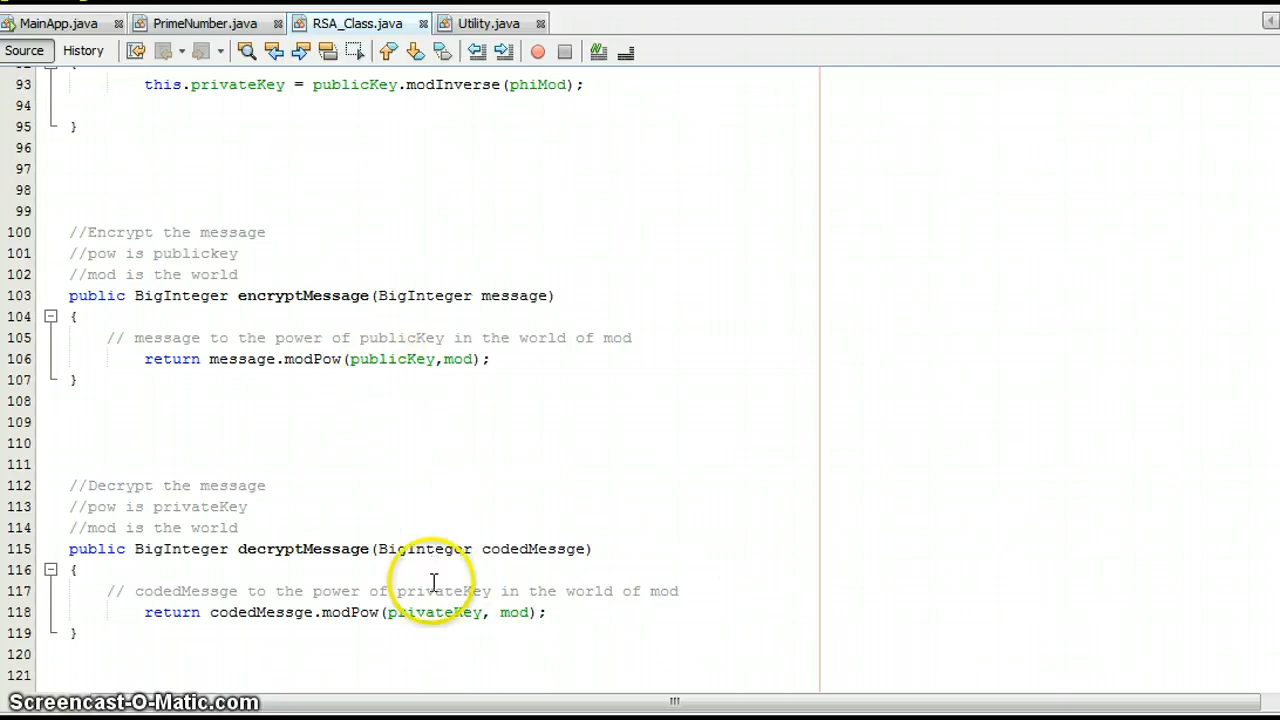 MainApp.java PrimeNumber.java RSA_Class.java Utility.java
Source History
93 this.privateKey = publicKey.modInverse(phiMod);
94
95 }
96
97
98
99
100 //Encrypt the message
101 //pow is publickey
102 //mod is the world
103 public BigInteger encryptMessage(BigInteger message)
104 {
105 // message to the power of publicKey in the world of mod
106 return message.modPow(publicKey,mod);
107 }
108
109
110
111
112 //Decrypt the message
113 //pow is privateKey
114 //mod is the world
115 public BigInteger decryptMessage(BigInteger codedMessge)
116 {
117 // codedMessge to the power of privateKey in the world of mod
118 return codedMessge.modPow(privateKey, mod);
119 }
120
121
Screencast-O-Matic.com